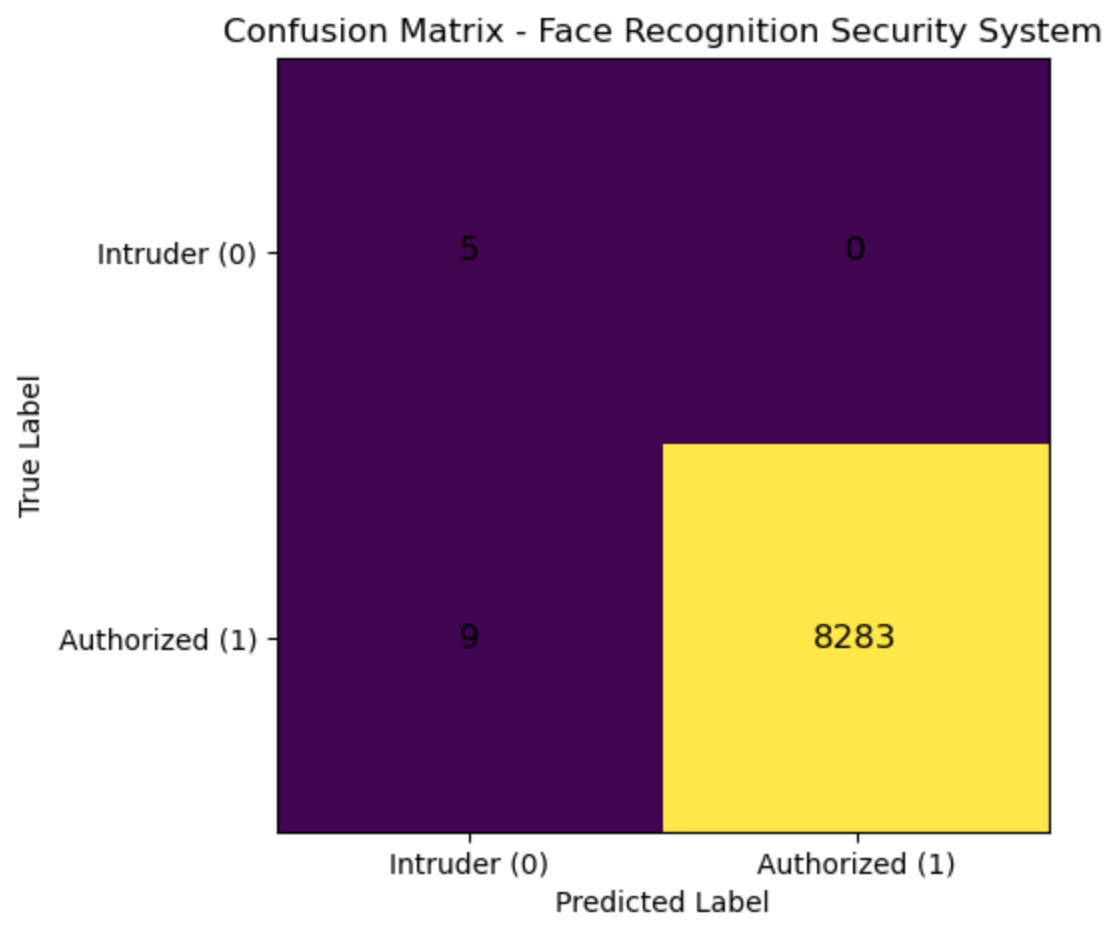 Confusion Matrix - Face Recognition Security System
True Label
Intruder (0)
5 0
Authorized (1)
9 8283
Intruder (0) Authorized (1)
Predicted Label